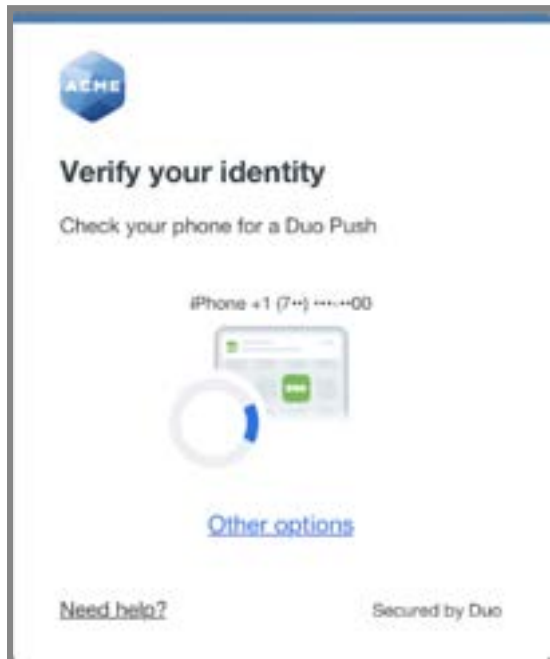 ACME
Verify your identity
Check your phone for a Duo Push
iPhone +1 (7••) •••-••00
DUO
Other options
Need help?
Secured by Duo